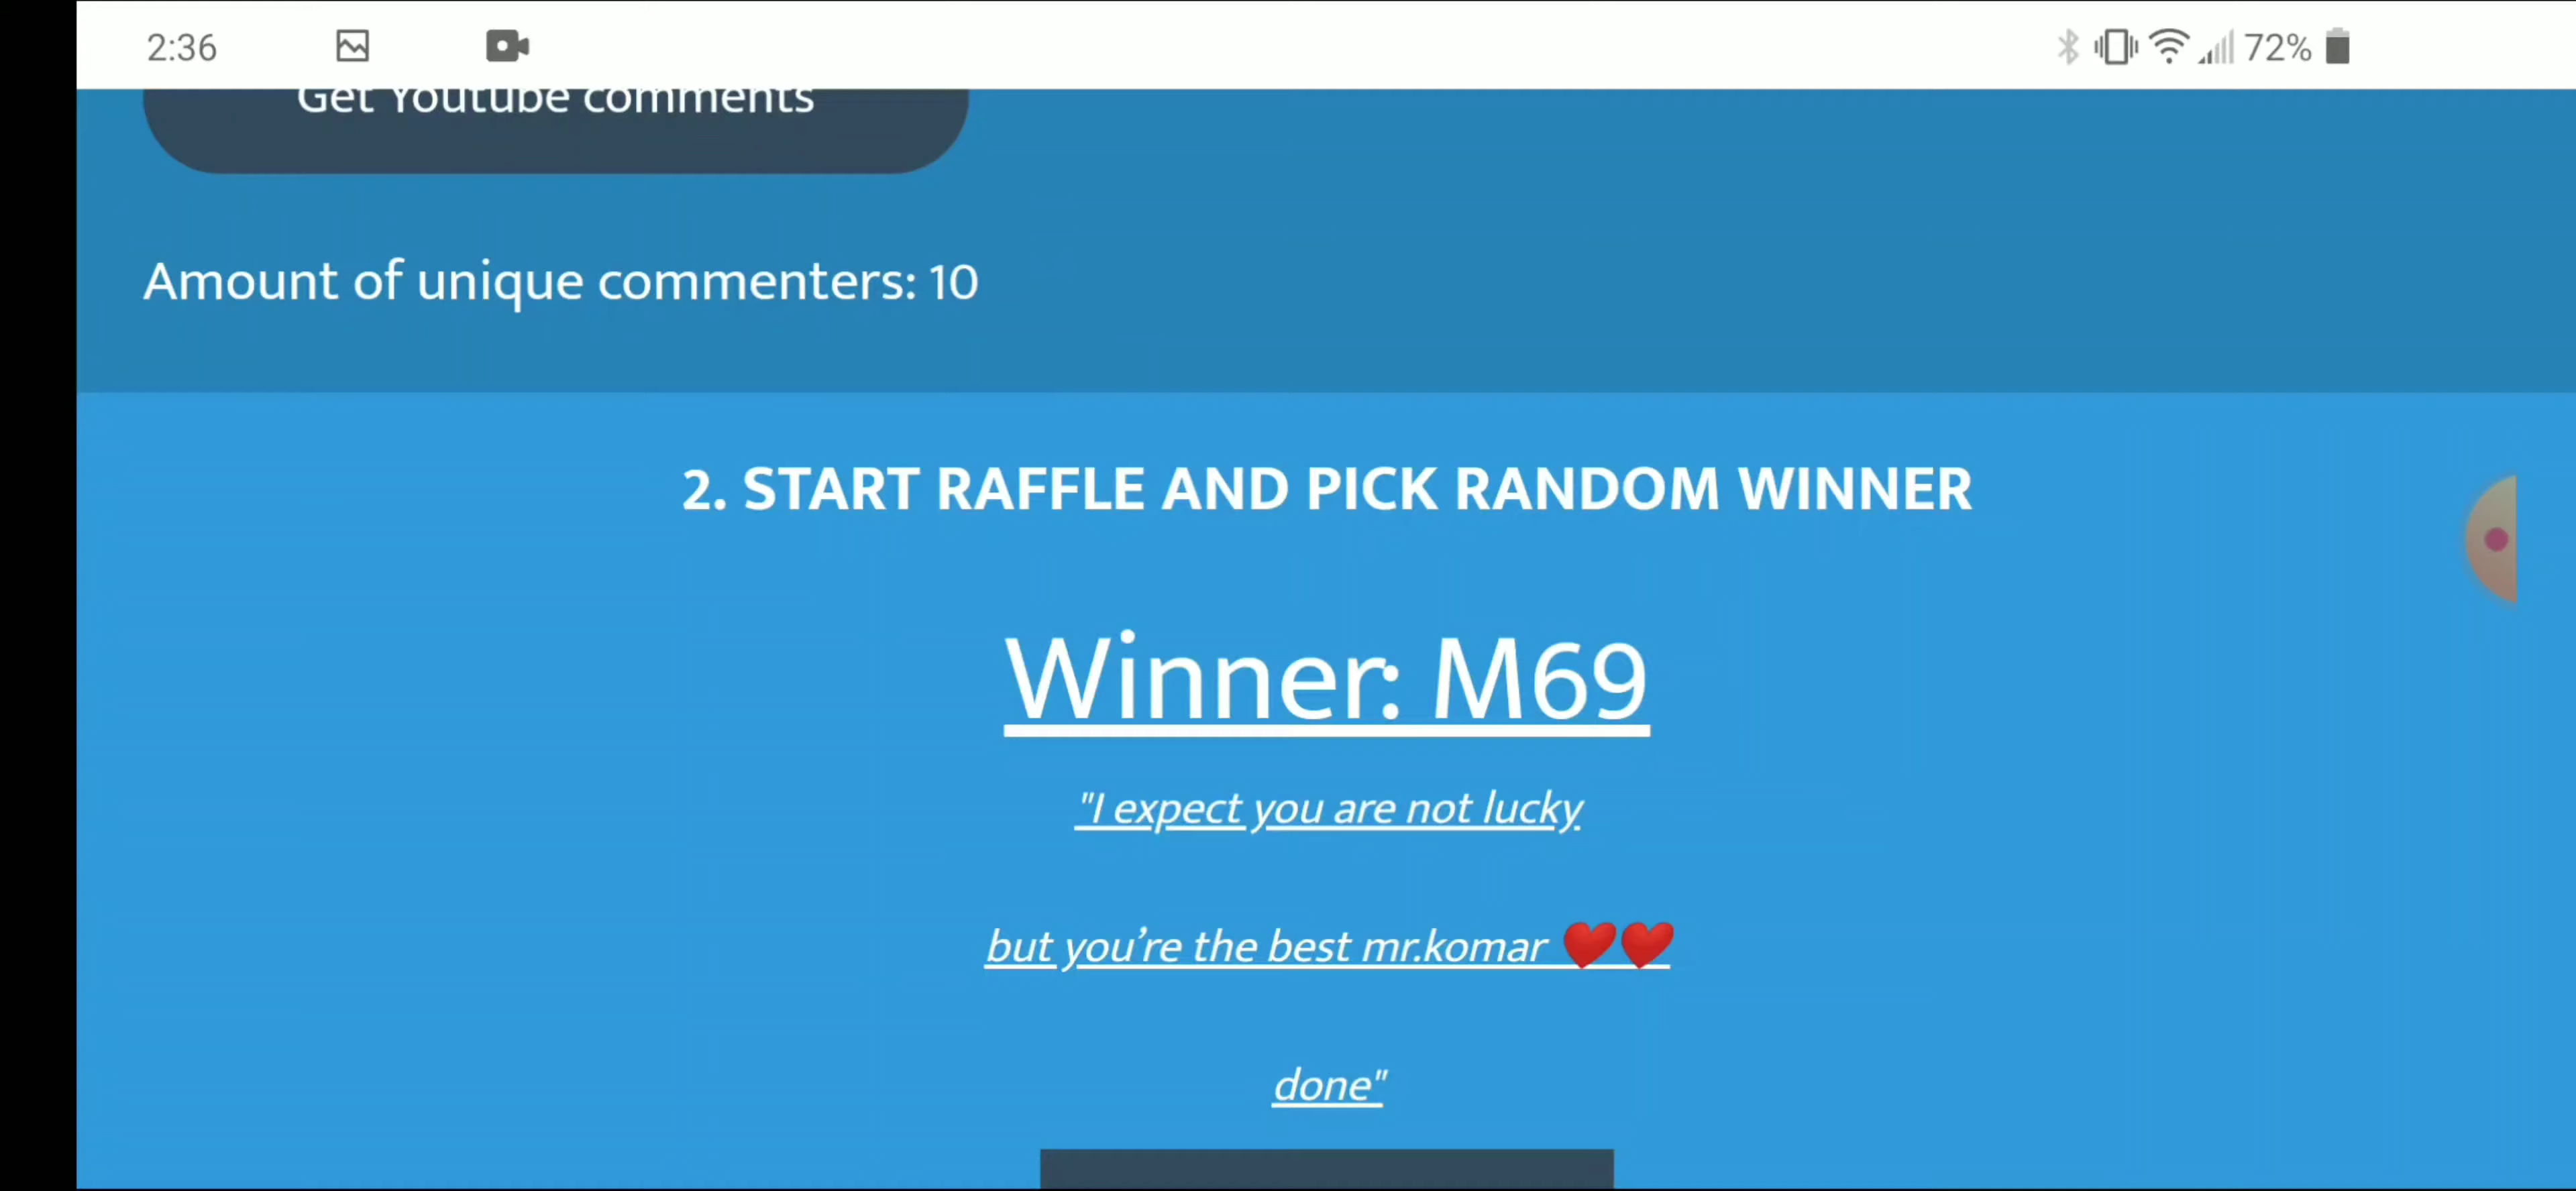 2:36
72%
Get Youtube comments
Amount of unique commenters: 10
2. START RAFFLE AND PICK RANDOM WINNER
Winner: M69
"I expect you are not lucky
but you’re the best mr.komar ❤️❤️
done"